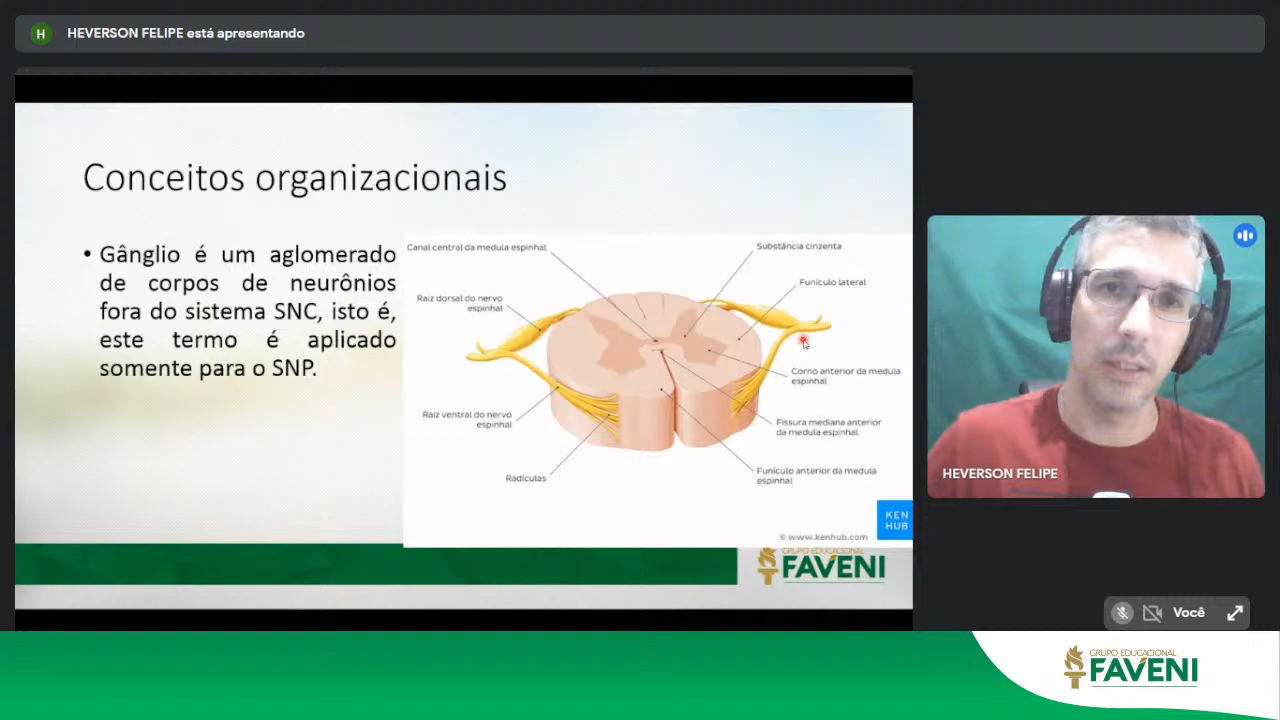 H
HEVERSON FELIPE está apresentando
Conceitos organizacionais
• Gânglio é um aglomerado
de corpos de neurônios
fora do sistema SNC, isto é,
este termo é aplicado
somente para o SNP.
Canal central da medula espinhal
Substância cinzenta
Funículo lateral
Raiz dorsal do nervo
espinhal
Corno anterior da medula
espinhal
Raiz ventral do nervo
espinhal
Fissura mediana anterior
da medula espinhal
Radículas
Funículo anterior da medula
espinhal
KEN
HUB
© www.kenhub.com
GRUPO EDUCACIONAL
FAVENI
HEVERSON FELIPE
Você
GRUPO EDUCACIONAL
FAVENI